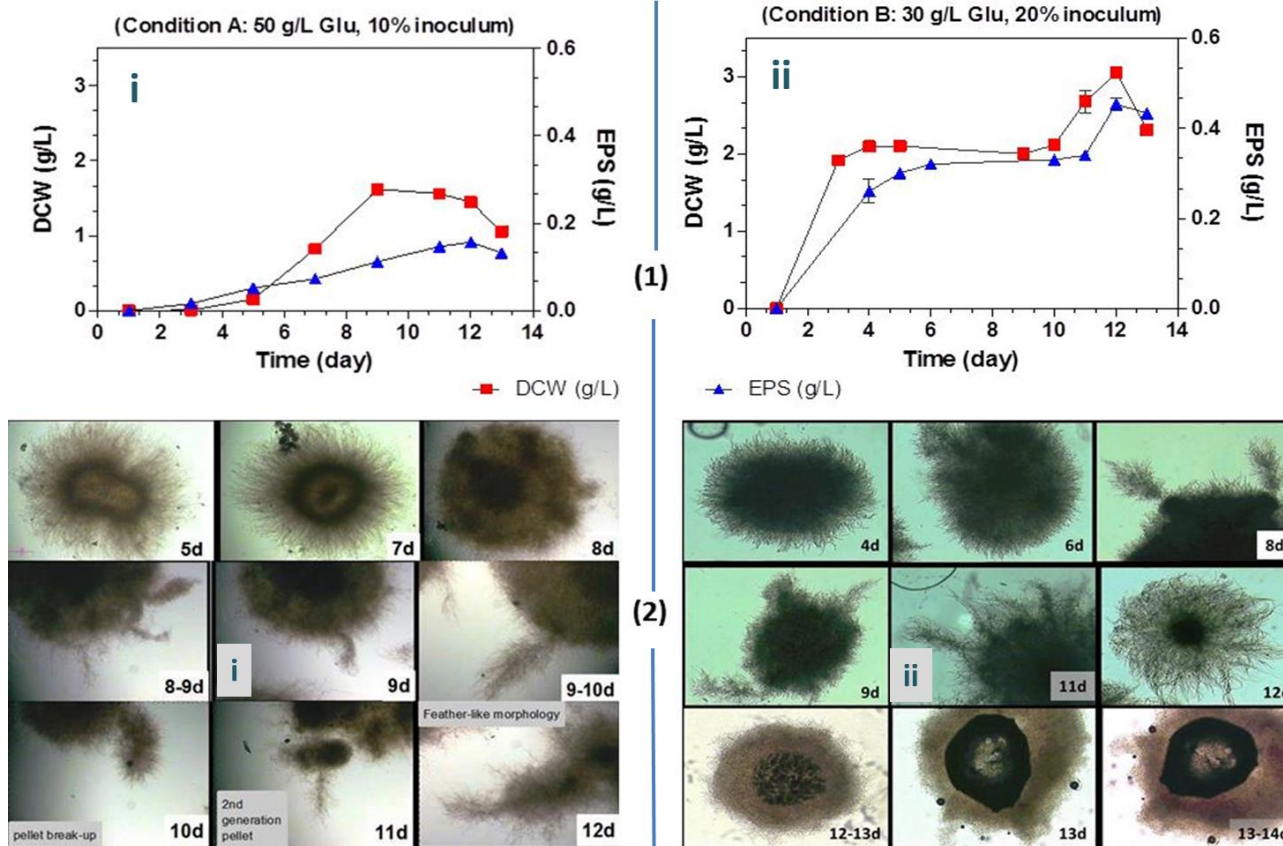 (Condition A: 50 g/L Glu, 10% inoculum)
i
DCW (g/L)
3
2
1
0
EPS (g/L)
0.6
0.4
0.2
0.0
0 2 4 6 8 10 12 14
Time (day)
(Condition B: 30 g/L Glu, 20% inoculum)
ii
DCW (g/L)
3
2
1
0
EPS (g/L)
0.6
0.4
0.2
0.0
0 2 4 6 8 10 12 14
Time (day)
(1)
DCW (g/L)
EPS (g/L)
5d
7d
8d
8-9d
i
9d
9-10d
Feather-like morphology
pellet break-up
10d
2nd
generation
pellet
11d
12d
(2)
4d
6d
8d
9d
ii
11d
12d
12-13d
13d
13-14d